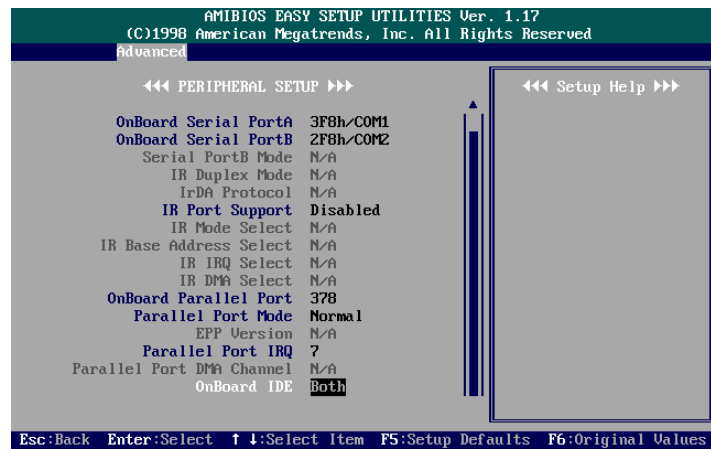 AMIBIOS EASY SETUP UTILITIES Ver. 1.17
(C)1998 American Megatrends, Inc. All Rights Reserved
Advanced
◄◄◄ PERIPHERAL SETUP ►►►
◄◄◄ Setup Help ►►►
OnBoard Serial PortA 3F8h/COM1
OnBoard Serial PortB 2F8h/COM2
Serial PortB Mode N/A
IR Duplex Mode N/A
IrDA Protocol N/A
IR Port Support Disabled
IR Mode Select N/A
IR Base Address Select N/A
IR IRQ Select N/A
IR DMA Select N/A
OnBoard Parallel Port 378
Parallel Port Mode Normal
EPP Version N/A
Parallel Port IRQ 7
Parallel Port DMA Channel N/A
OnBoard IDE Both
Esc:Back Enter:Select ↑ ↓:Select Item F5:Setup Defaults F6:Original Values